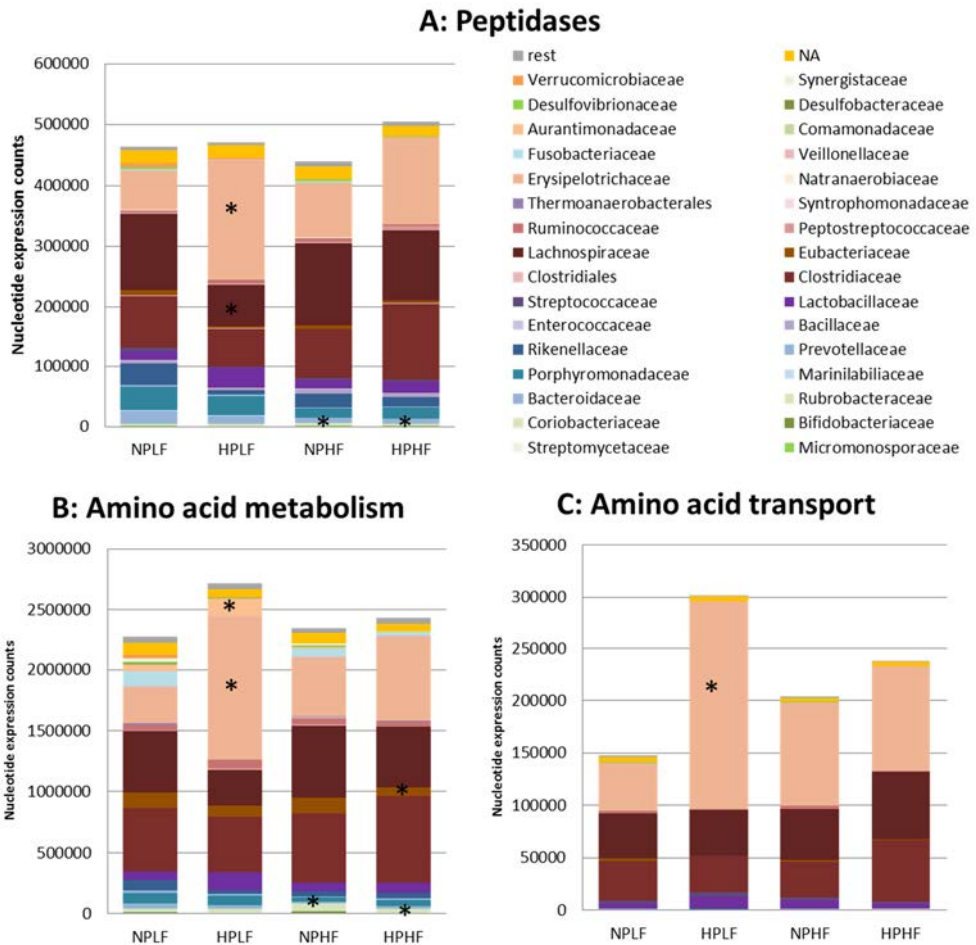 A: Peptidases
600000
500000
400000
300000
200000
100000
0
Nucleotide expression counts
NPLF HPLF NPHF HPHF
*
*
*
*
rest NA
Verrucomicrobiaceae Synergistaceae
Desulfovibrionaceae Desulfobacteraceae
Aurantimonadaceae Comamonadaceae
Fusobacteriaceae Veillonellaceae
Erysipelotrichaceae Natranaerobiaceae
Thermoanaerobacterales Syntrophomonadaceae
Ruminococcaceae Peptostreptococcaceae
Lachnospiraceae Eubacteriaceae
Clostridiales Clostridiaceae
Streptococcaceae Lactobacillaceae
Enterococcaceae Bacillaceae
Rikenellaceae Prevotellaceae
Porphyromonadaceae Marinilabiliaceae
Bacteroidaceae Rubrobacteraceae
Coriobacteriaceae Bifidobacteriaceae
Streptomycetaceae Micromonosporaceae
B: Amino acid metabolism
3000000
2500000
2000000
1500000
1000000
500000
0
Nucleotide expression counts
NPLF HPLF NPHF HPHF
*
*
*
*
*
C: Amino acid transport
350000
300000
250000
200000
150000
100000
50000
0
Nucleotide expression counts
NPLF HPLF NPHF HPHF
*